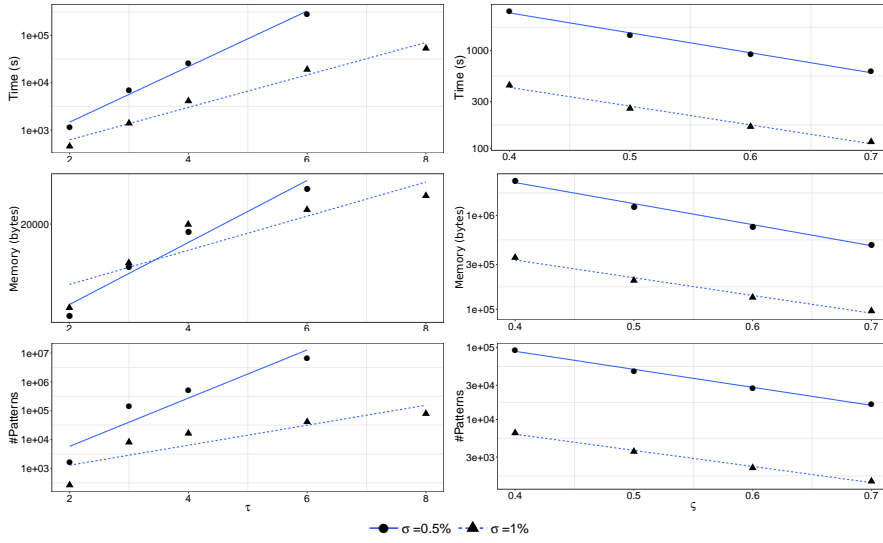 Time (s)
1e+05
1e+04
1e+03
2 3 4 6 8
Time (s)
1000
300
100
0.4 0.5 0.6 0.7
Memory (bytes)
20000
2 3 4 6 8
Memory (bytes)
1e+06
3e+05
1e+05
0.4 0.5 0.6 0.7
#Patterns
1e+07
1e+06
1e+05
1e+04
1e+03
2 3 4 6 8
τ
#Patterns
1e+05
3e+04
1e+04
3e+03
0.4 0.5 0.6 0.7
ς
σ =0.5% σ =1%